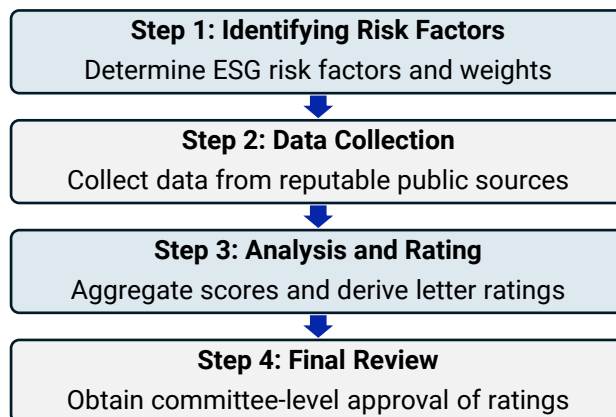 Step 1: Identifying Risk Factors
Determine ESG risk factors and weights
Step 2: Data Collection
Collect data from reputable public sources
Step 3: Analysis and Rating
Aggregate scores and derive letter ratings
Step 4: Final Review
Obtain committee-level approval of ratings